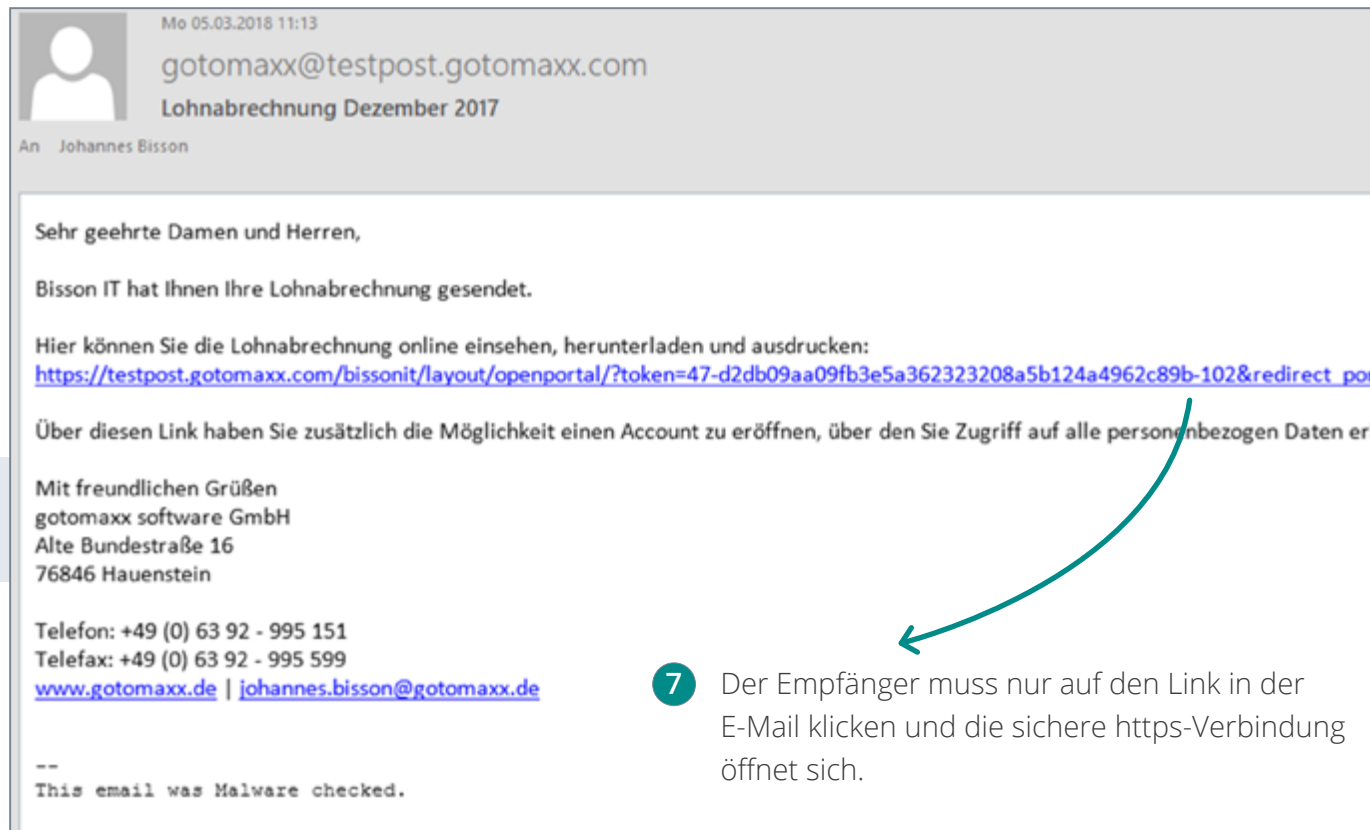 Mo 05.03.2018 11:13
gotomaxx@testpost.gotomaxx.com
Lohnabrechnung Dezember 2017
An Johannes Bisson
Sehr geehrte Damen und Herren,
Bisson IT hat Ihnen Ihre Lohnabrechnung gesendet.
Hier können Sie die Lohnabrechnung online einsehen, herunterladen und ausdrucken:
https://testpost.gotomaxx.com/bissonit/layout/openportal/?token=47-d2db09aa09fb3e5a362323208a5b124a4962c89b-102&redirect_por
Über diesen Link haben Sie zusätzlich die Möglichkeit einen Account zu eröffnen, über den Sie Zugriff auf alle personenbezogen Daten er
Mit freundlichen Grüßen
gotomaxx software GmbH
Alte Bundestraße 16
76846 Hauenstein
Telefon: +49 (0) 63 92 - 995 151
Telefax: +49 (0) 63 92 - 995 599
www.gotomaxx.de | johannes.bisson@gotomaxx.de
7 Der Empfänger muss nur auf den Link in der
E-Mail klicken und die sichere https-Verbindung
öffnet sich.
--
This email was Malware checked.